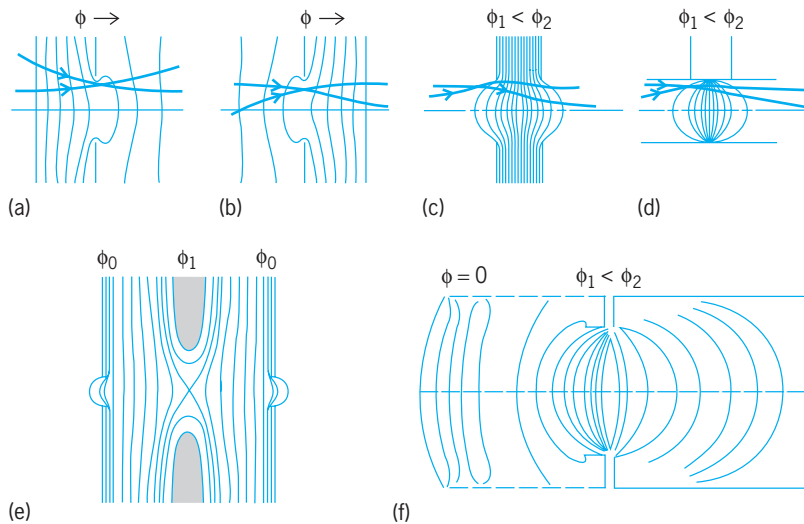 ϕ →
ϕ →
ϕ₁ < ϕ₂
ϕ₁ < ϕ₂
(a)
(b)
(c)
(d)
ϕ₀
ϕ₁
ϕ₀
ϕ = 0
ϕ₁ < ϕ₂
(e)
(f)